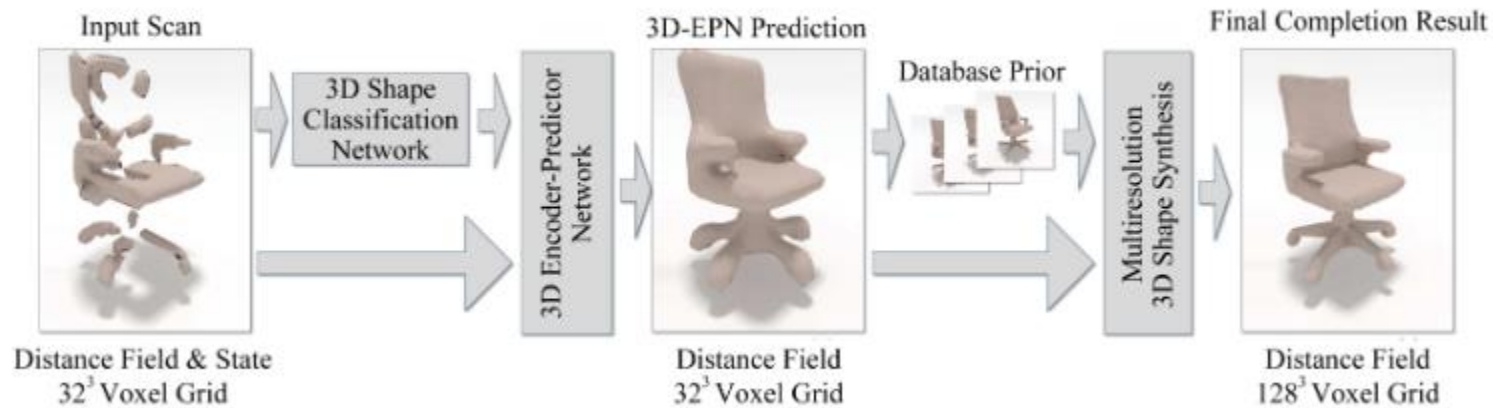 Input Scan
3D Shape
Classification
Network
3D Encoder-Predictor
Network
3D-EPN Prediction
Database Prior
Multiresolution
3D Shape Synthesis
Final Completion Result
Distance Field & State
32³ Voxel Grid
Distance Field
32³ Voxel Grid
Distance Field
128³ Voxel Grid